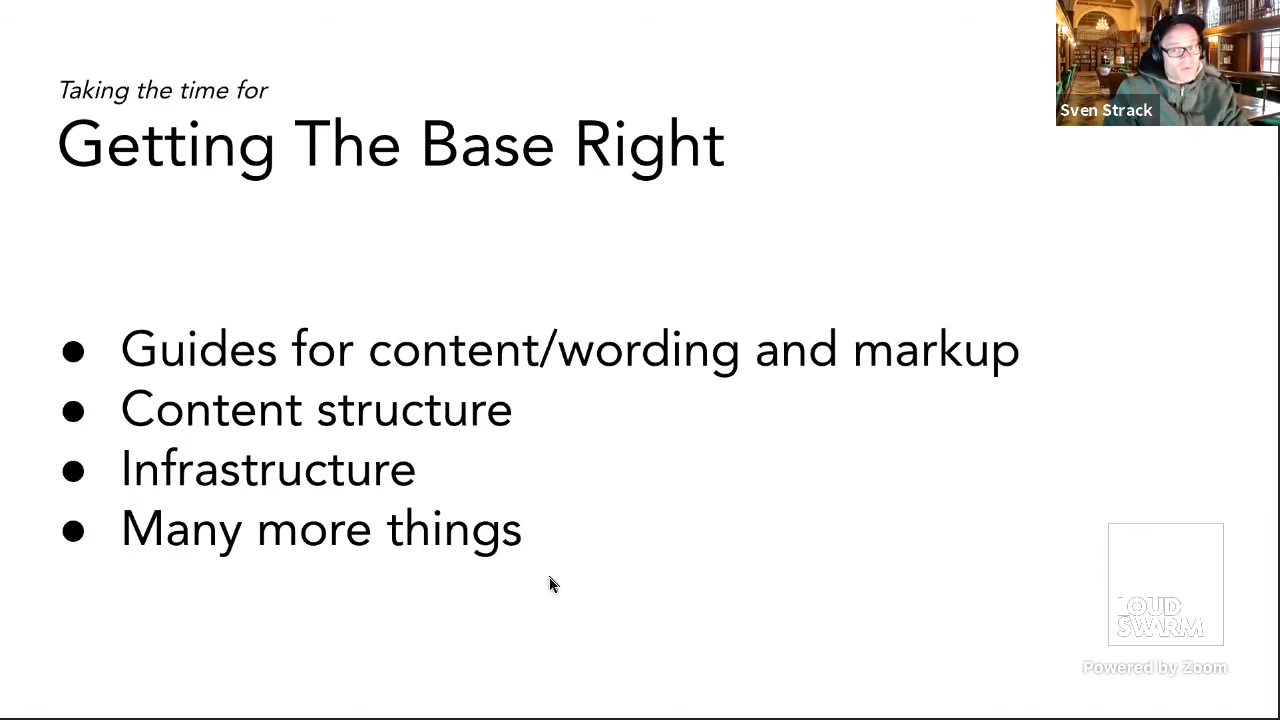 Taking the time for
Getting The Base Right
Sven Strack
● Guides for content/wording and markup
● Content structure
● Infrastructure
● Many more things
LOUD
SWARM
Powered by Zoom